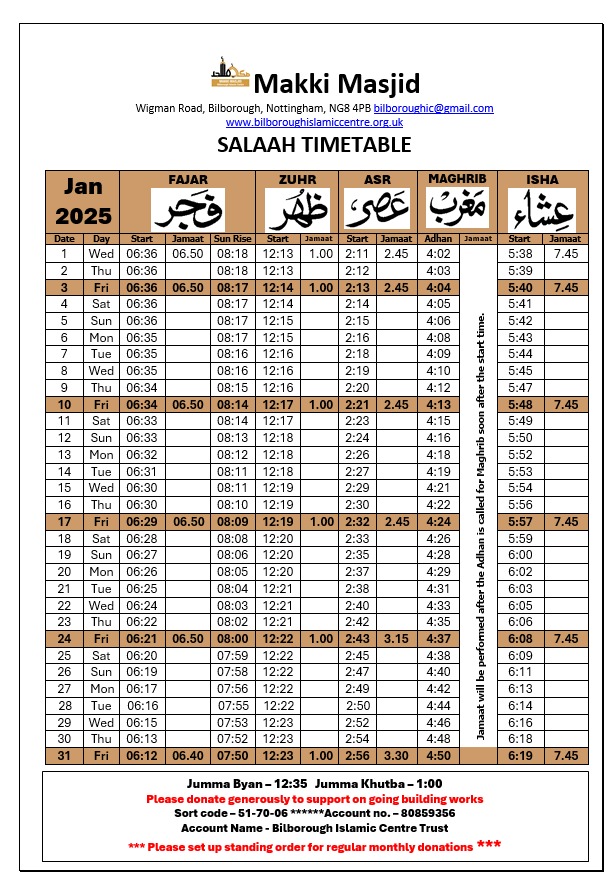 Makki Masjid
Wigman Road, Bilborough, Nottingham, NG8 4PB bilboroughic@gmail.com
www.bilboroughislamiccentre.org.uk
SALAAH TIMETABLE
Jan 2025 FAJAR ZUHR ASR MAGHRIB ISHA
فَجَر ظُهُر عَصَر مَغْرِبْ عِشَاء
Date Day Start Jamaat Sun Rise Start Jamaat Start Jamaat Adhan Jamaat Start Jamaat
1 Wed 06:36 06.50 08:18 12:13 1.00 2:11 2.45 4:02 5:38 7.45
2 Thu 06:36 08:18 12:13 2:12 4:03 5:39
3 Fri 06:36 06.50 08:17 12:14 1.00 2:13 2.45 4:04 5:40 7.45
4 Sat 06:36 08:17 12:14 2:14 4:05 5:41
5 Sun 06:36 08:17 12:15 2:15 4:06 5:42
6 Mon 06:35 08:17 12:15 2:16 4:08 5:43
7 Tue 06:35 08:16 12:16 2:18 4:09 5:44
8 Wed 06:35 08:16 12:16 2:19 4:10 5:45
9 Thu 06:34 08:15 12:16 2:20 4:12 5:47
10 Fri 06:34 06.50 08:14 12:17 1.00 2:21 2.45 4:13 5:48 7.45
11 Sat 06:33 08:14 12:17 2:23 4:15 5:49
12 Sun 06:33 08:13 12:18 2:24 4:16 5:50
13 Mon 06:32 08:12 12:18 2:26 4:18 5:52
14 Tue 06:31 08:11 12:18 2:27 4:19 5:53
15 Wed 06:30 08:11 12:19 2:29 4:21 5:54
16 Thu 06:30 08:10 12:19 2:30 4:22 5:56
17 Fri 06:29 06.50 08:09 12:19 1.00 2:32 2.45 4:24 5:57 7.45
18 Sat 06:28 08:08 12:20 2:33 4:26 5:59
19 Sun 06:27 08:06 12:20 2:35 4:28 6:00
20 Mon 06:26 08:05 12:20 2:37 4:29 6:02
21 Tue 06:25 08:04 12:21 2:38 4:31 6:03
22 Wed 06:24 08:03 12:21 2:40 4:33 6:05
23 Thu 06:22 08:02 12:21 2:42 4:35 6:06
24 Fri 06:21 06.50 08:00 12:22 1.00 2:43 3.15 4:37 6:08 7.45
25 Sat 06:20 07:59 12:22 2:45 4:38 6:09
26 Sun 06:19 07:58 12:22 2:47 4:40 6:11
27 Mon 06:17 07:56 12:22 2:49 4:42 6:13
28 Tue 06:16 07:55 12:22 2:50 4:44 6:14
29 Wed 06:15 07:53 12:23 2:52 4:46 6:16
30 Thu 06:13 07:52 12:23 2:54 4:48 6:18
31 Fri 06:12 06.40 07:50 12:23 1.00 2:56 3.30 4:50 6:19 7.45
Jamaat will be performed after the Adhan is called for Maghrib soon after the start time.
Jumma Byan – 12:35 Jumma Khutba – 1:00
Please donate generously to support on going building works
Sort code – 51-70-06 ******Account no. – 80859356
Account Name - Bilborough Islamic Centre Trust
*** Please set up standing order for regular monthly donations ***